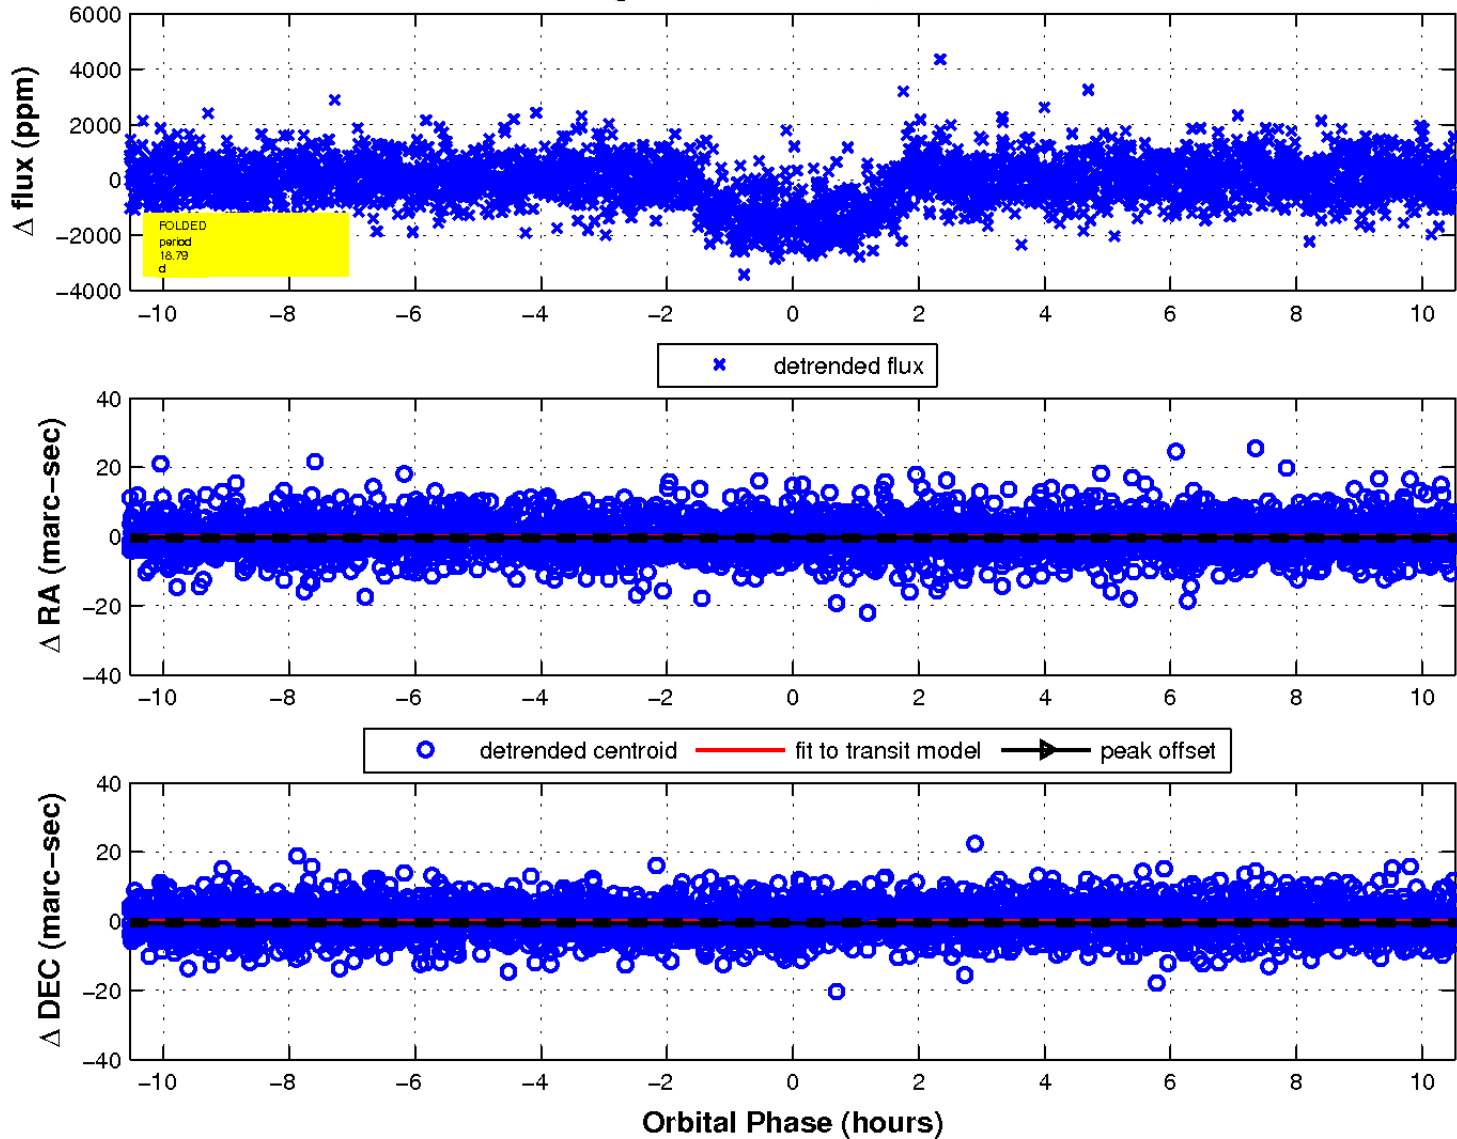 6000
4000
2000
0
−2000
−4000
Δ flux (ppm)
FOLDED
period
18.79
d
−10 −8 −6 −4 −2 0 2 4 6 8 10
detrended flux
40
20
0
−20
−40
Δ RA (marc−sec)
−10 −8 −6 −4 −2 0 2 4 6 8 10
detrended centroid fit to transit model peak offset
40
20
0
−20
−40
Δ DEC (marc−sec)
−10 −8 −6 −4 −2 0 2 4 6 8 10
Orbital Phase (hours)